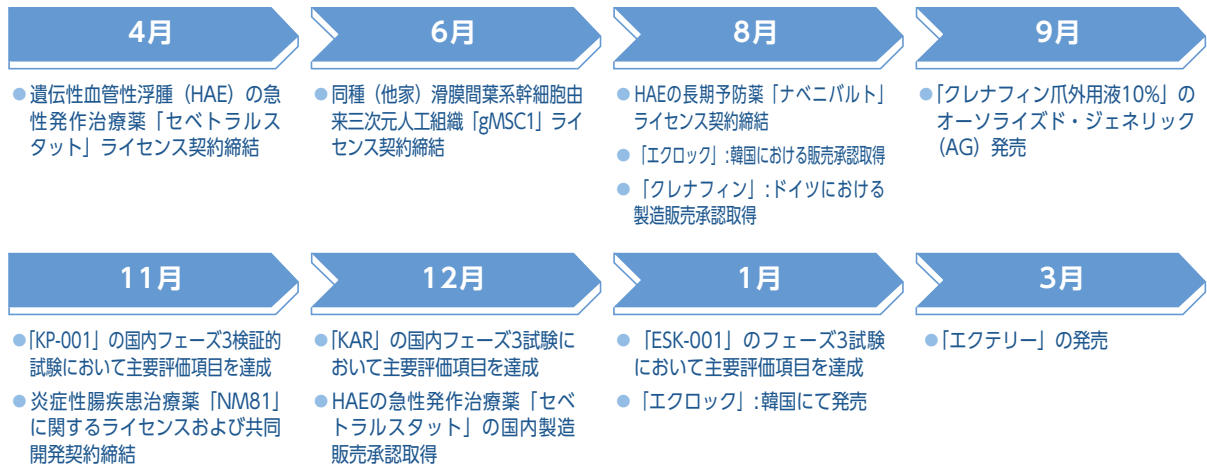 4月
●遺伝性血管性浮腫（HAE）の急
性発作治療薬「セベトラルス
タット」ライセンス契約締結
6月
●同種（他家）滑膜間葉系幹細胞由
来三次元人工組織「gMSC1」ライ
センス契約締結
8月
●HAEの長期予防薬「ナベニバルト」
ライセンス契約締結
●「エクロック」:韓国における販売承認取得
●「クレナフィン」:ドイツにおける
製造販売承認取得
9月
●「クレナフィン爪外用液10%」の
オーソライズド・ジェネリック
（AG）発売
11月
●「KP-001」の国内フェーズ3検証的
試験において主要評価項目を達成
●炎症性腸疾患治療薬「NM81」
に関するライセンスおよび共同
開発契約締結
12月
●「KAR」の国内フェーズ3試験に
おいて主要評価項目を達成
●HAEの急性発作治療薬「セベ
トラルスタット」の国内製造
販売承認取得
1月
●「ESK-001」のフェーズ3試験
において主要評価項目を達成
●「エクロック」:韓国にて発売
3月
●「エクテリー」の発売